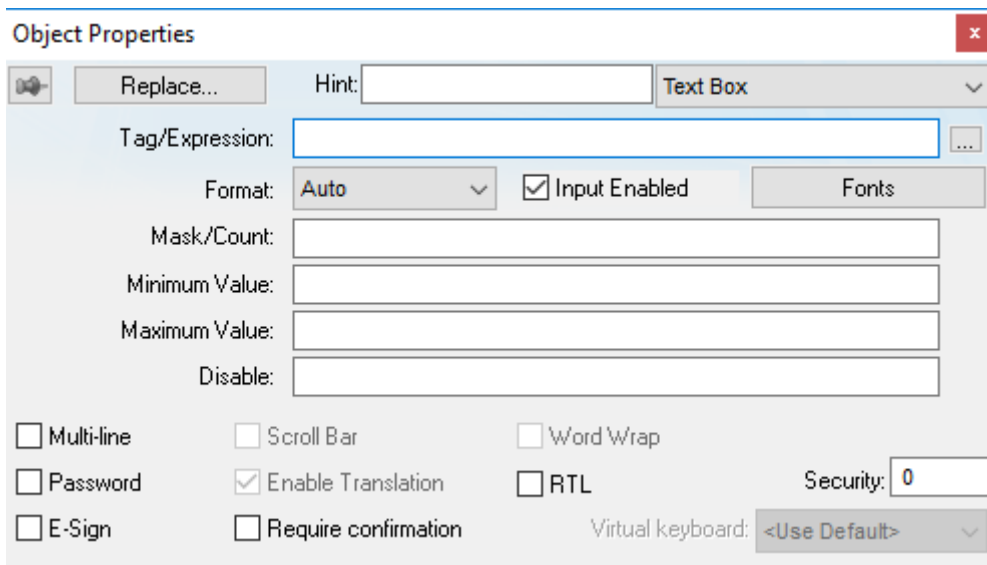 Object Properties
x
Replace... Hint: Text Box
Tag/Expression: ...
Format: Auto Input Enabled Fonts
Mask/Count:
Minimum Value:
Maximum Value:
Disable:
Multi-line Scroll Bar Word Wrap
Password Enable Translation RTL Security: 0
E-Sign Require confirmation Virtual keyboard: <Use Default>